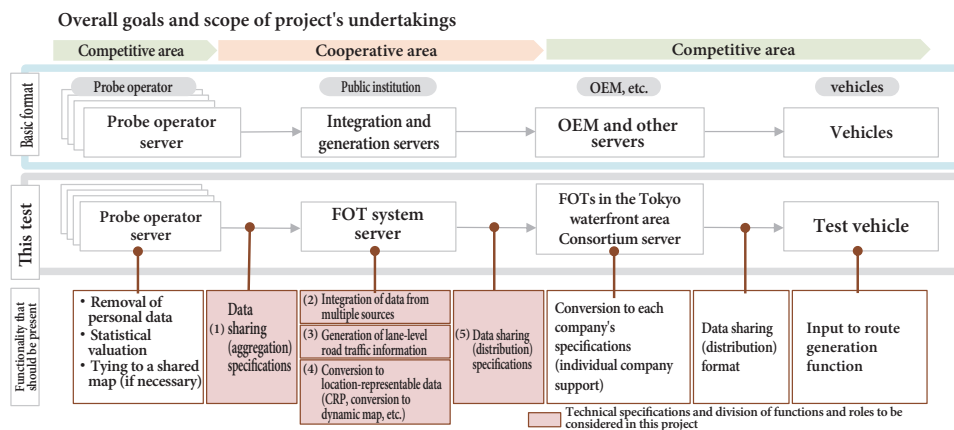 Overall goals and scope of project's undertakings
Competitive area
Cooperative area
Competitive area
Basic format
Probe operator
Public institution
OEM, etc.
vehicles
Probe operator
server
Integration and
generation servers
OEM and other
servers
Vehicles
This test
Probe operator
server
FOT system
server
FOTs in the Tokyo
waterfront area
Consortium server
Test vehicle
Functionality that
should be present
• Removal of
personal data
• Statistical
valuation
• Tying to a shared
map (if necessary)
Data
(1) sharing
(aggregation)
specifications
(2) Integration of data from
multiple sources
(3) Generation of lane-level
road traffic information
(4) Conversion to
location-representable data
(CRP, conversion to
dynamic map, etc.)
(5) Data sharing
(distribution)
specifications
Conversion to each
company's
specifications
(individual company
support)
Data sharing
(distribution)
format
Input to route
generation
function
Technical specifications and division of functions and roles to be
considered in this project